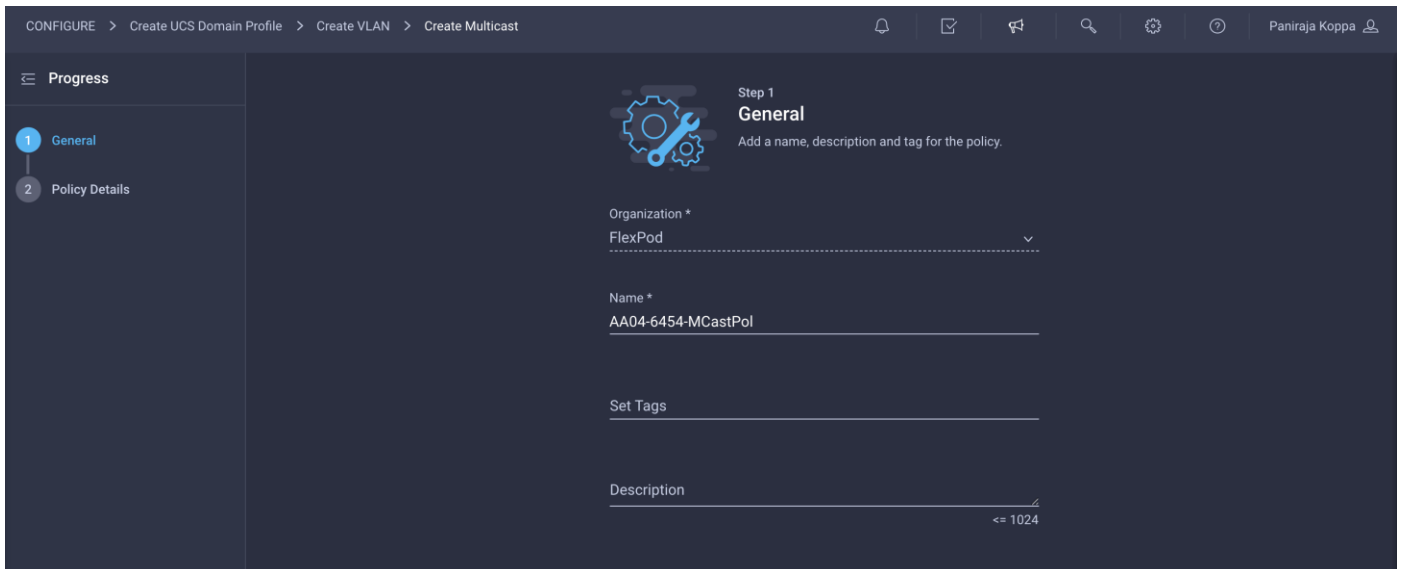 CONFIGURE > Create UCS Domain Profile > Create VLAN > Create Multicast
Paniraja Koppa
Progress
1 General
2 Policy Details
Step 1
General
Add a name, description and tag for the policy.
Organization *
FlexPod
Name *
AA04-6454-MCastPol
Set Tags
Description
<= 1024